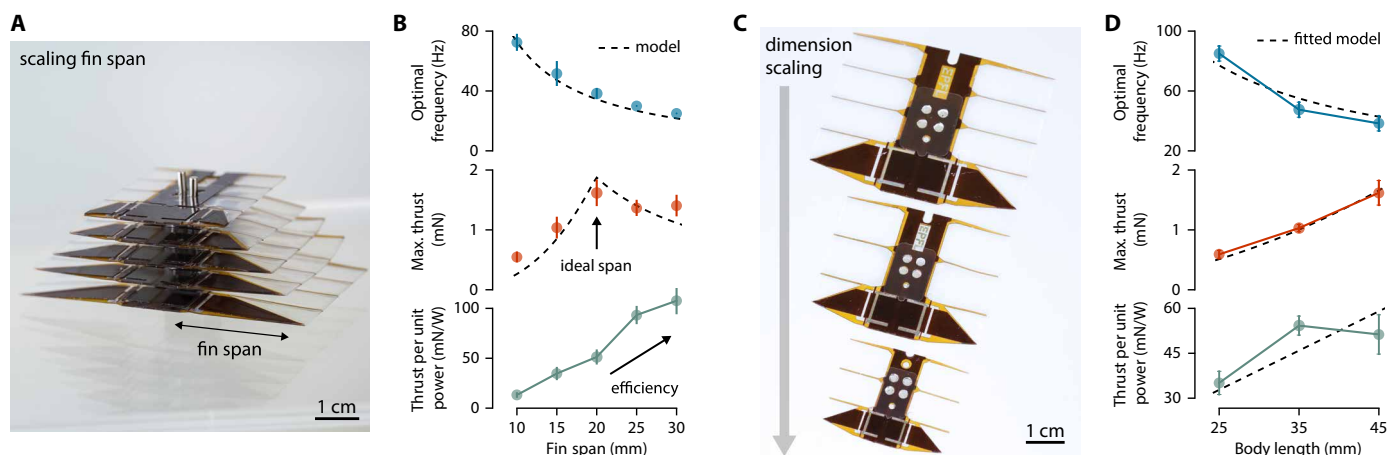 A
scaling fin span
fin span
1 cm
B
Optimal
frequency (Hz)
80
40
0
model
Max. thrust
(mN)
2
1
0
ideal span
Thrust per unit
power (mN/W)
100
50
0
efficiency
10 15 20 25 30
Fin span (mm)
C
dimension
scaling
EPFL
EPFL
1 cm
D
Optimal
frequency (Hz)
100
60
20
fitted model
Max. thrust
(mN)
2
1
0
Thrust per unit
power (mN/W)
60
45
30
25 35 45
Body length (mm)